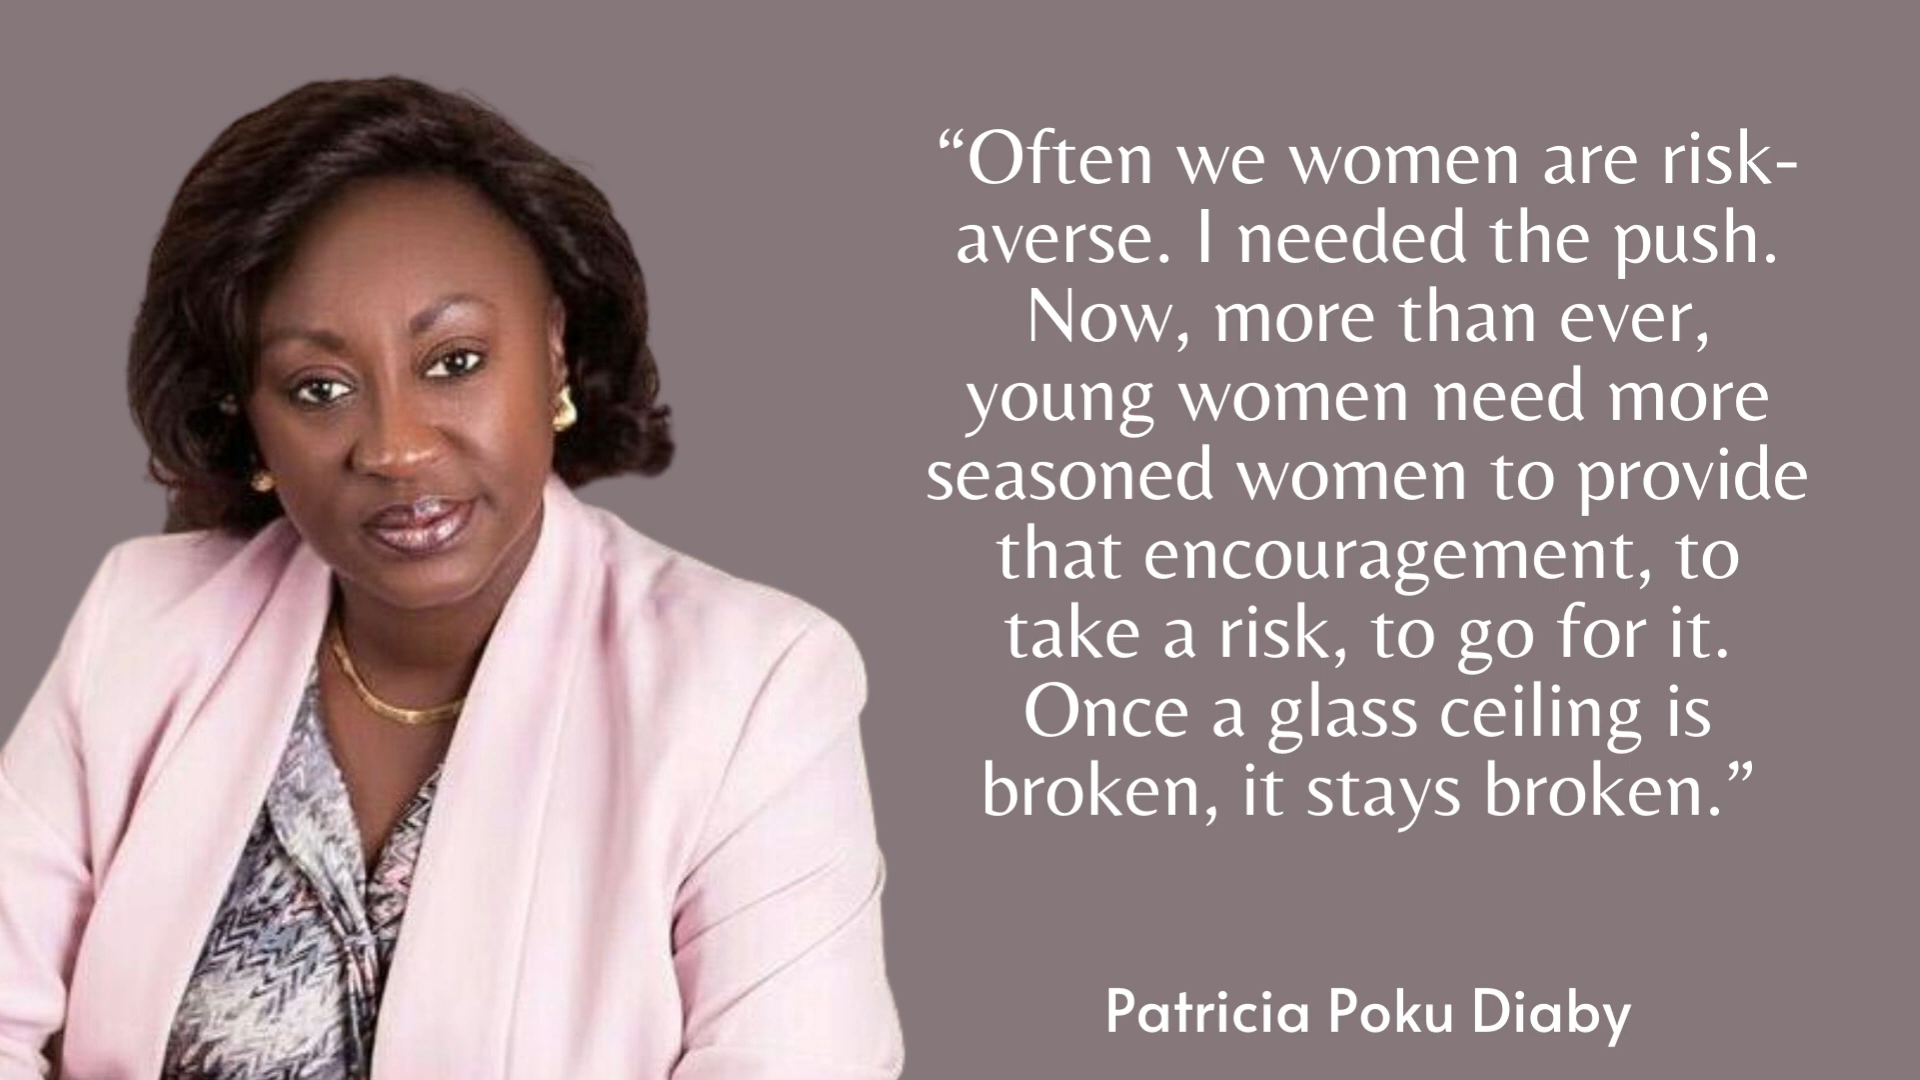 “Often we women are risk-
averse. I needed the push.
Now, more than ever,
young women need more
seasoned women to provide
that encouragement, to
take a risk, to go for it.
Once a glass ceiling is
broken, it stays broken.”
Patricia Poku Diaby